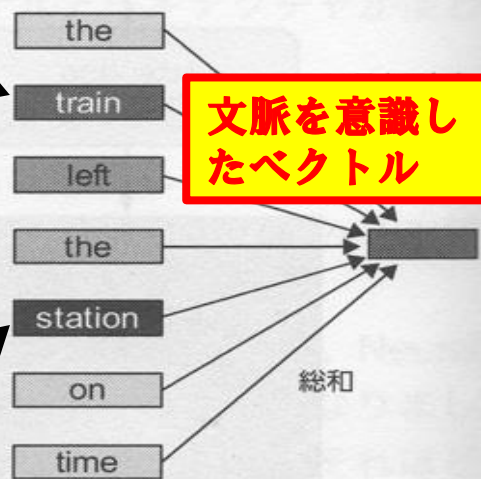 the
train
left
the
station
on
time
文脈を意識し
たベクトル
総和